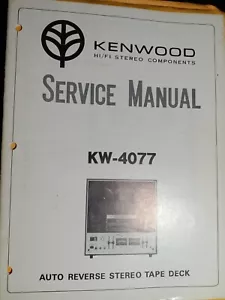 KENWOOD
HI/FI STEREO COMPONENTS
SERVICE MANUAL
KW-4077
AUTO REVERSE STEREO TAPE DECK